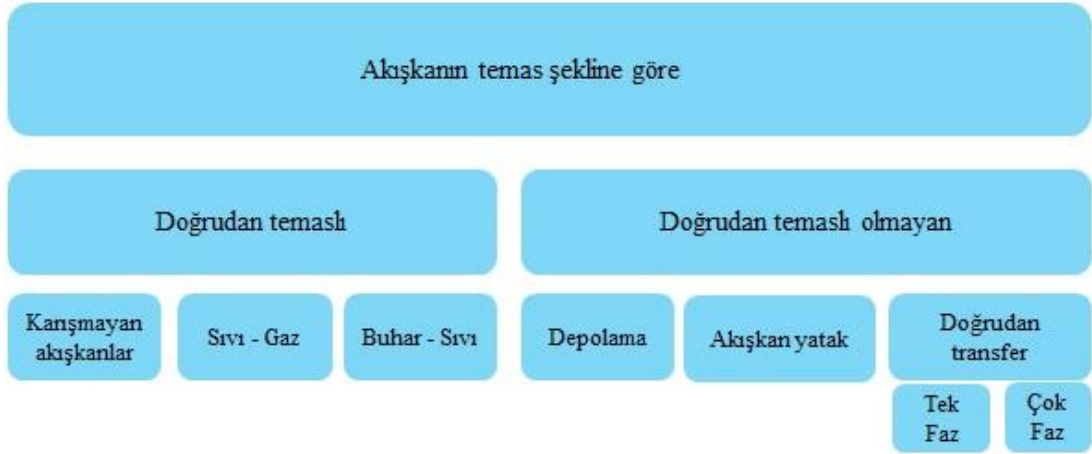 Akışkanın temas şekline göre
Doğrudan temaslı
Doğrudan temaslı olmayan
Karışmayan
akışkanlar
Sıvı - Gaz
Buhar - Sıvı
Depolama
Akışkan yatak
Doğrudan
transfer
Tek
Faz
Çok
Faz